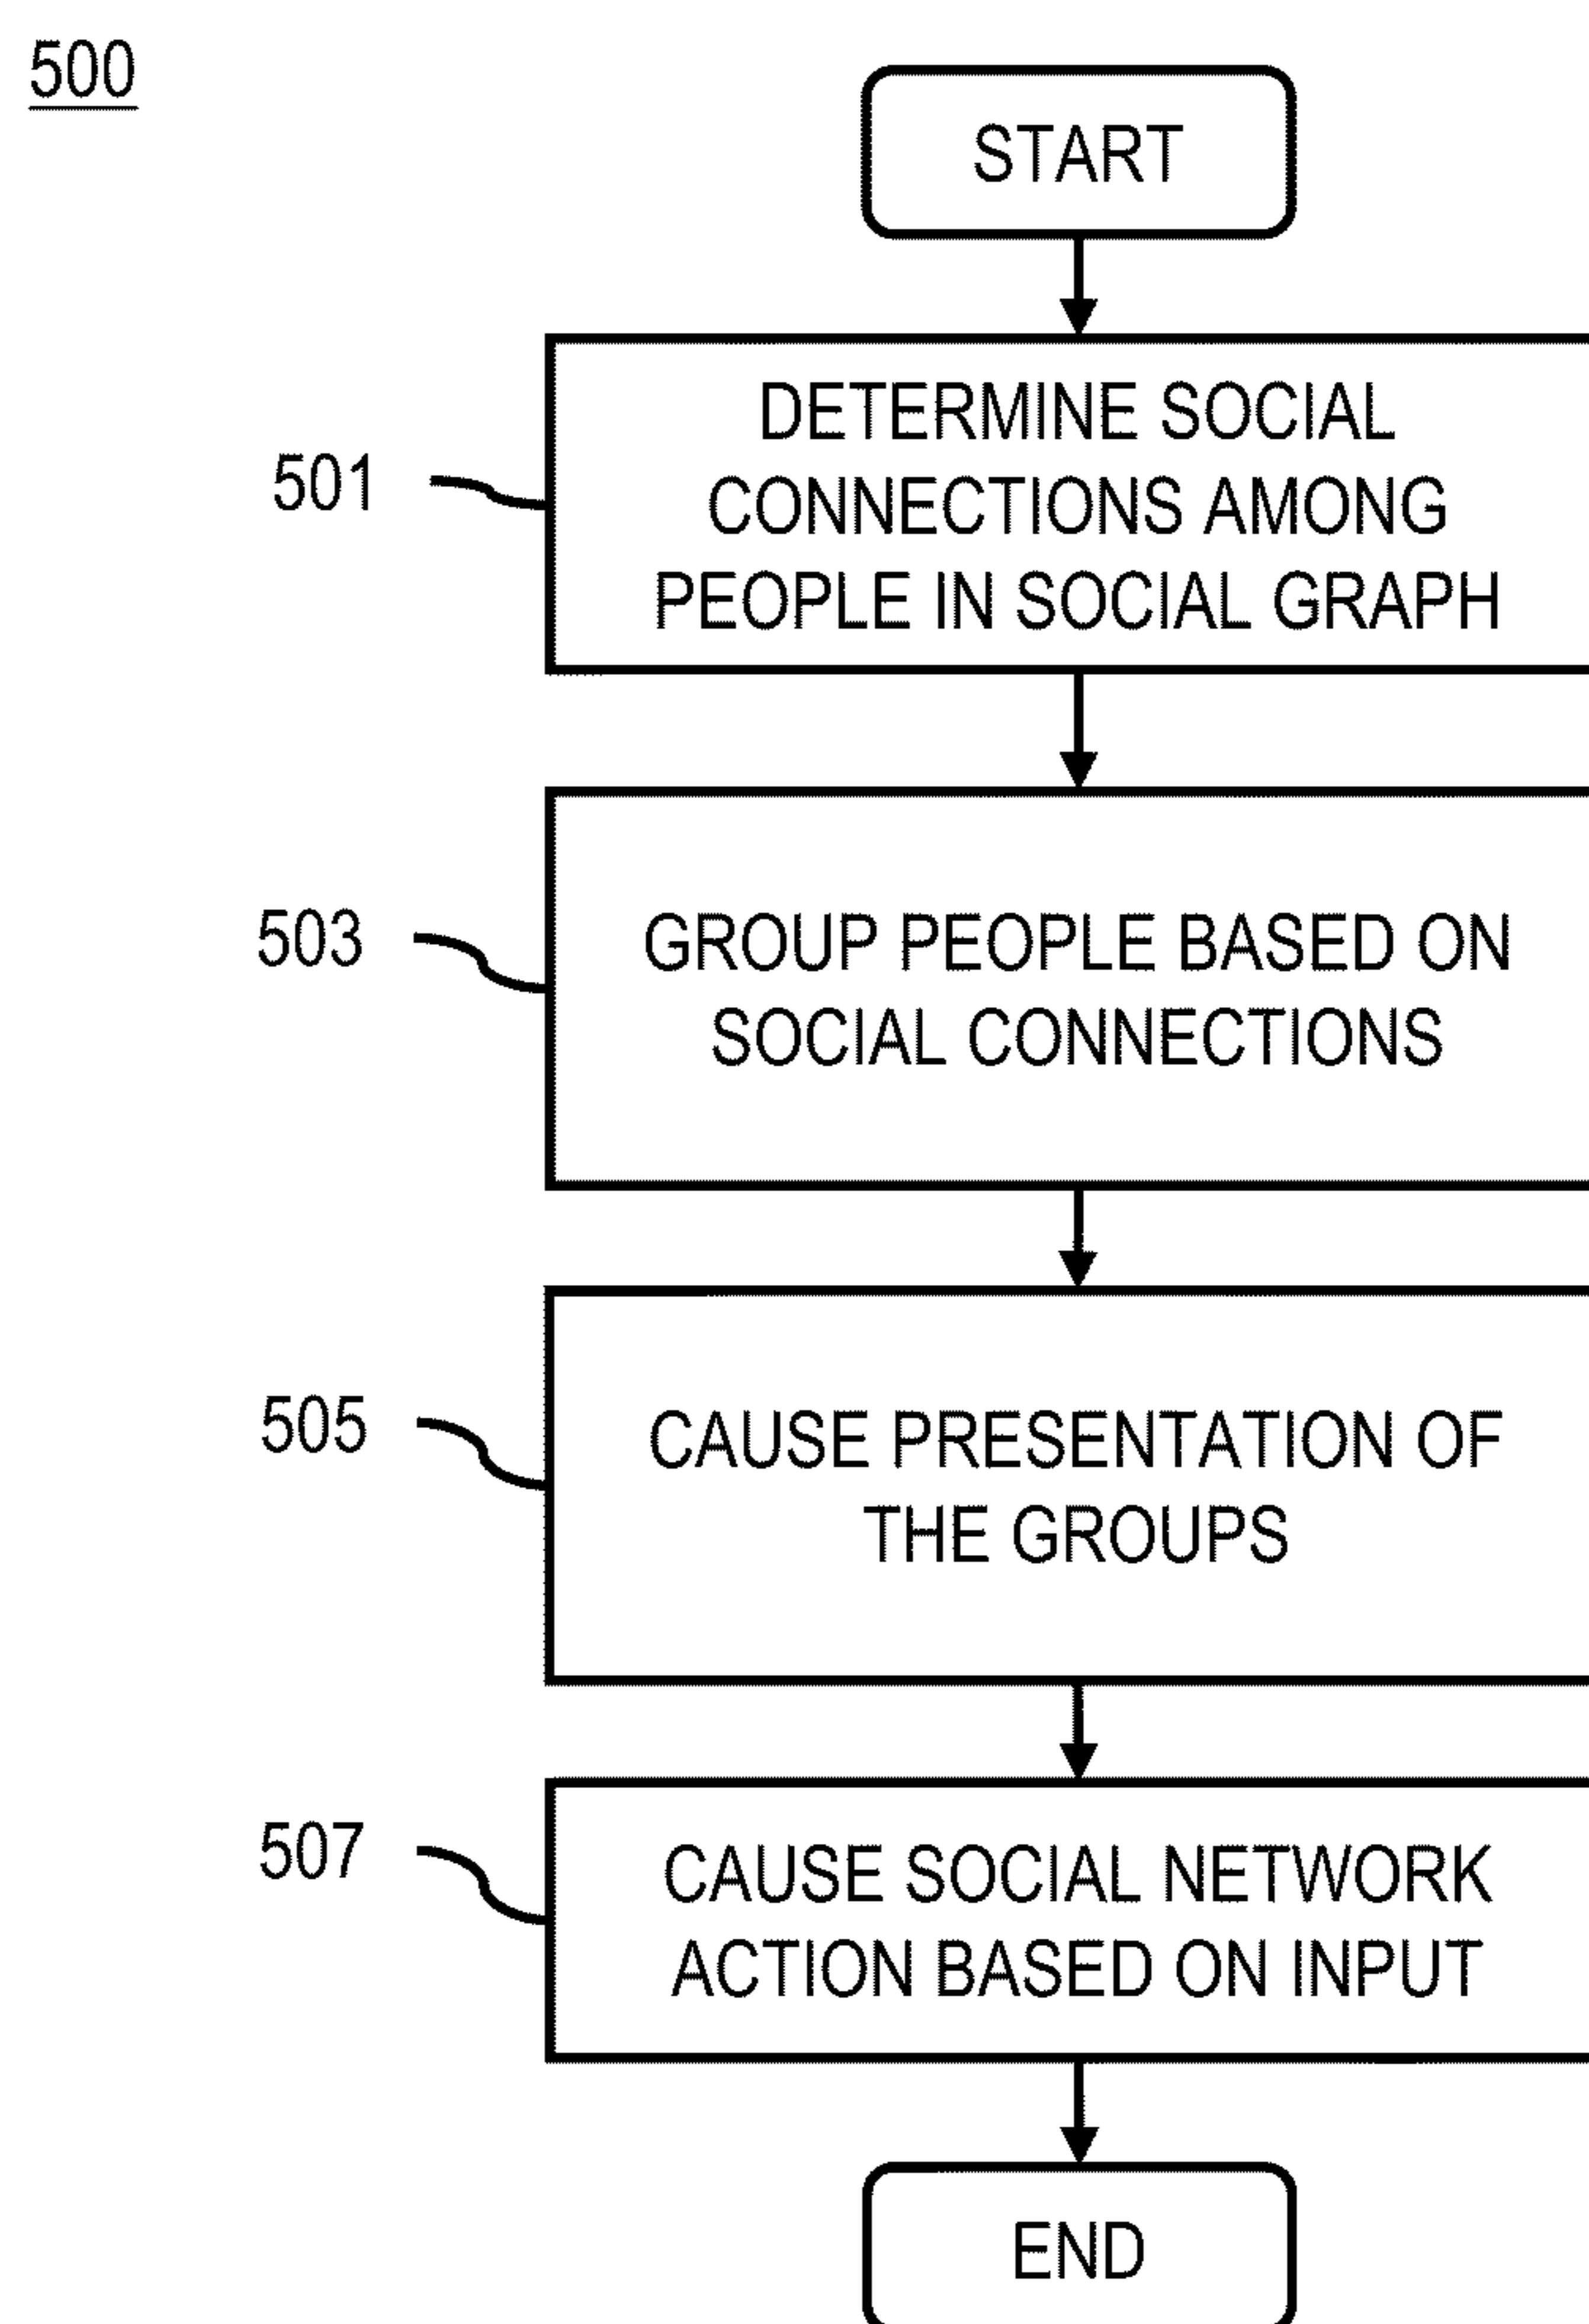 500
START
501
DETERMINE SOCIAL
CONNECTIONS AMONG
PEOPLE IN SOCIAL GRAPH
503
GROUP PEOPLE BASED ON
SOCIAL CONNECTIONS
505
CAUSE PRESENTATION OF
THE GROUPS
507
CAUSE SOCIAL NETWORK
ACTION BASED ON INPUT
END